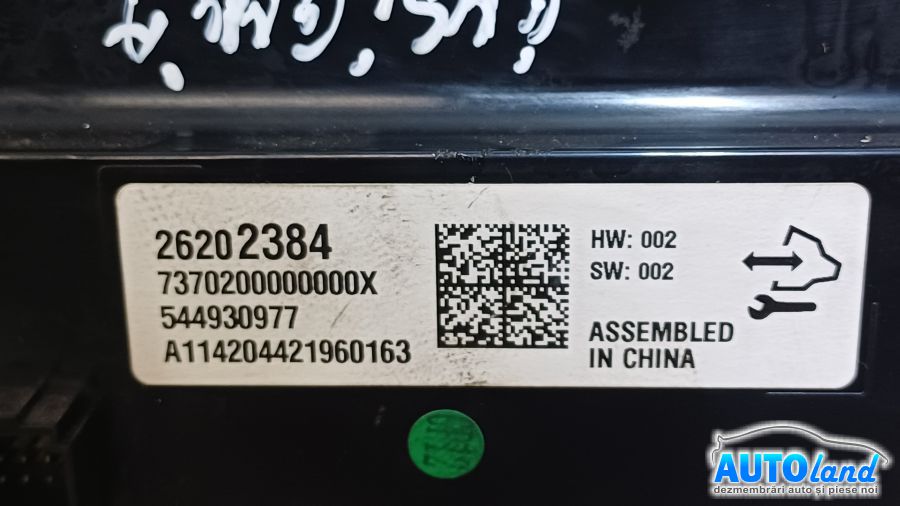 26202384
7370200000000X
544930977
A114204421960163
HW: 002
SW: 002
ASSEMBLED
IN CHINA
AUTOland
dezmembrări auto și piese noi